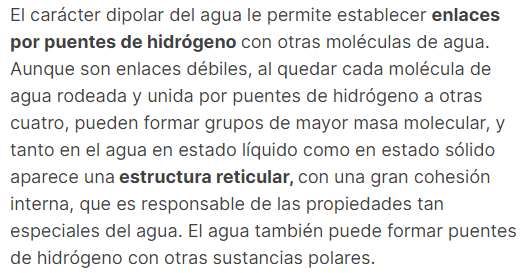 El carácter dipolar del agua le permite establecer enlaces
por puentes de hidrógeno con otras moléculas de agua.
Aunque son enlaces débiles, al quedar cada molécula de
agua rodeada y unida por puentes de hidrógeno a otras
cuatro, pueden formar grupos de mayor masa molecular, y
tanto en el agua en estado líquido como en estado sólido
aparece una estructura reticular, con una gran cohesión
interna, que es responsable de las propiedades tan
especiales del agua. El agua también puede formar puentes
de hidrógeno con otras sustancias polares.